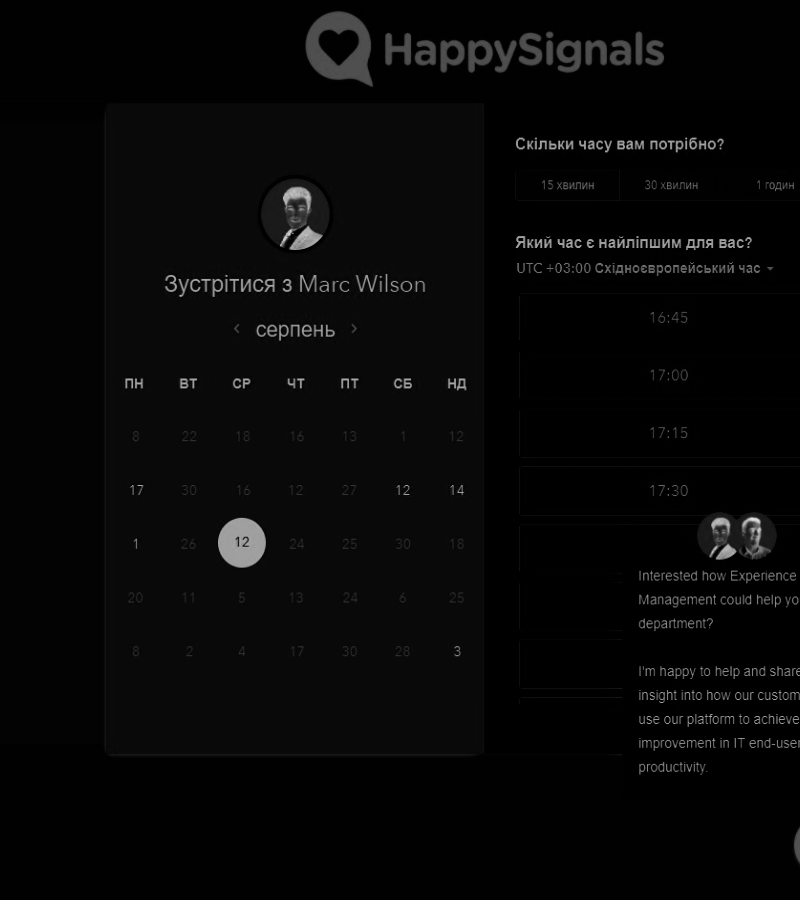 HappySignals
Зустрітися з Marc Wilson
серпень
ПН ВТ СР ЧТ ПТ СБ НД
8 22 18 16 13 1 12
17 30 16 12 27 12 14
1 26 12 24 25 30 18
20 11 5 13 24 6 25
8 2 4 17 30 28 3
Скільки часу вам потрібно?
15 хвилин 30 хвилин 1 годин
Який час є найліпшим для вас?
UTC +03:00 Східноєвропейський час
16:45
17:00
17:15
17:30
Interested how Experience
Management could help yo
department?
I'm happy to help and share
insight into how our custom
use our platform to achieve
improvement in IT end-user
productivity.